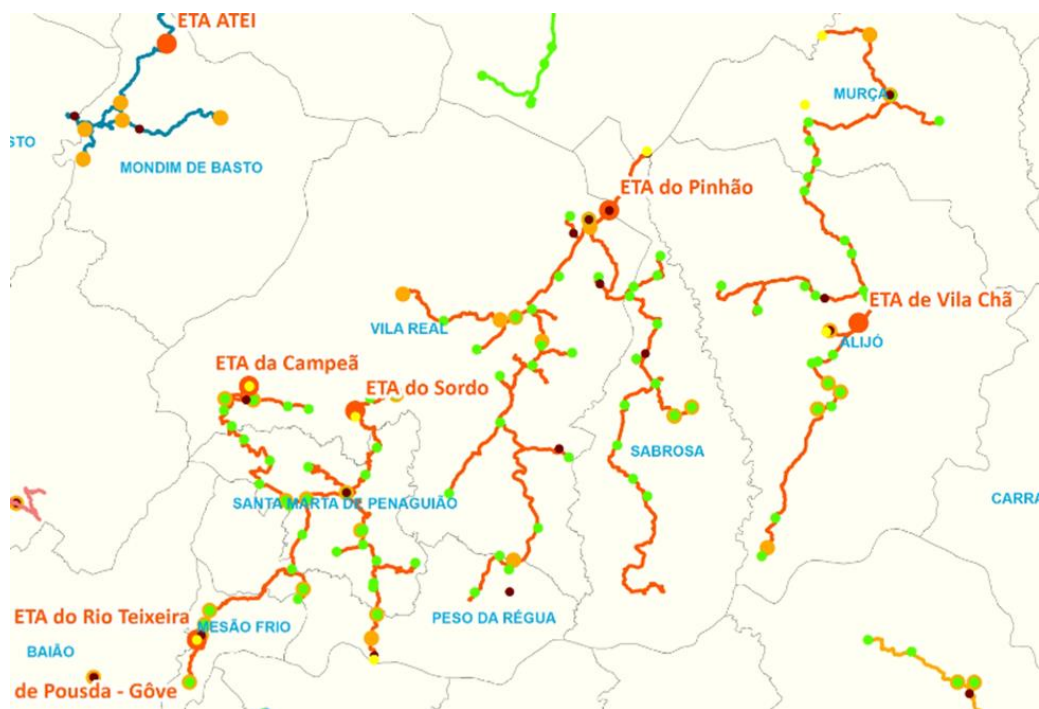 ETA ATEI
MURÇA
STO
MONDIM DE BASTO
ETA do Pinhão
ETA de Vila Chã
VILA REAL
ALIJÓ
ETA da Campeã
ETA do Sordo
SABROSA
SANTA MARTA DE PENAGUIÃO
CARRA
ETA do Rio Teixeira
PESO DA RÉGUA
MESÃO FRIO
BAIÃO
de Pousda - Gôve